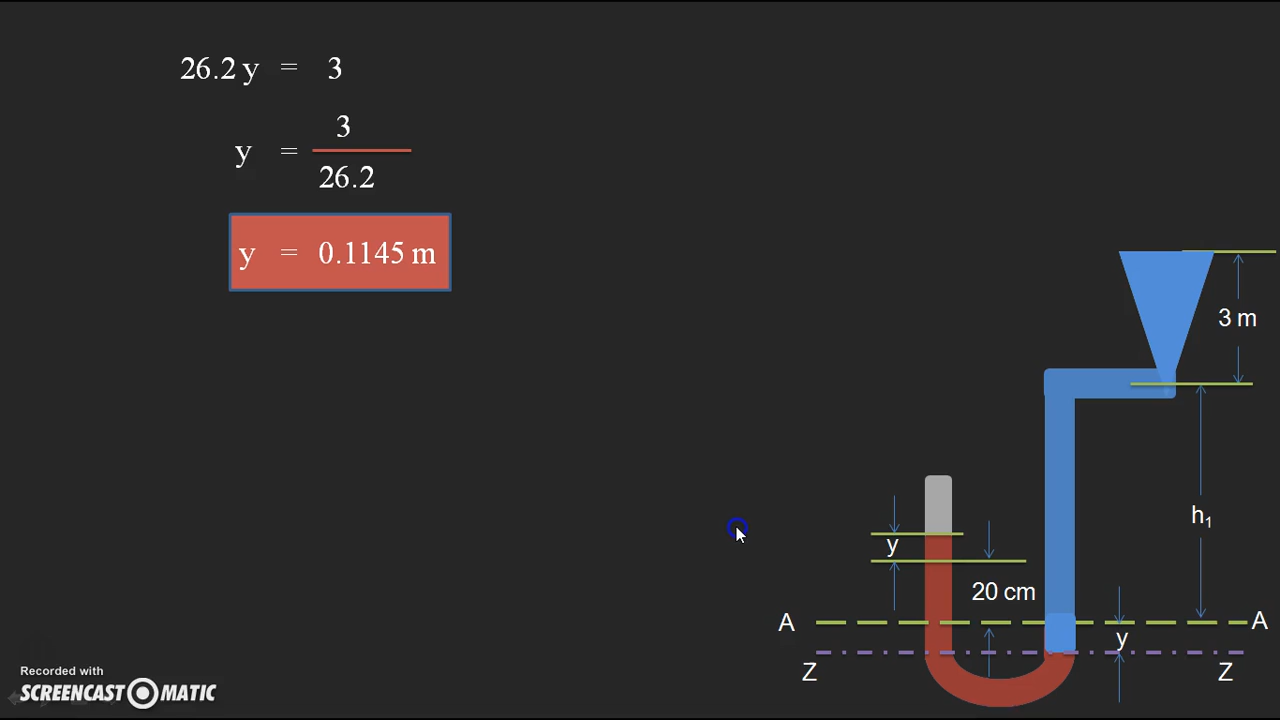 26.2 y = 3
3
y =
26.2
y = 0.1145 m
3 m
h1
y
20 cm
A A
y
Z Z
Recorded with
SCREENCAST MATIC